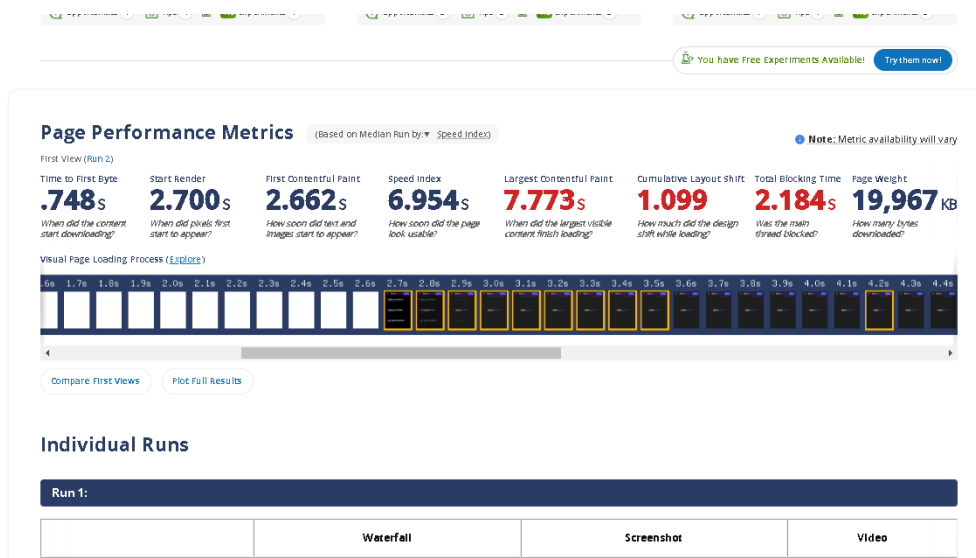 You have Free Experiments Available! Try them now!
Page Performance Metrics (Based on Median Run by:▾ Speed Index)
Note: Metric availability will vary
First View (Run 2)
Time to First Byte
.748s
When did the content
start downloading?
Start Render
2.700s
When did pixels first
start to appear?
First Contentful Paint
2.662s
How soon did text and
images start to appear?
Speed Index
6.954s
How soon did the page
look usable?
Largest Contentful Paint
7.773s
When did the largest visible
content finish loading?
Cumulative Layout Shift
1.099
How much did the design
shift while loading?
Total Blocking Time
2.184s
Was the main
thread blocked?
Page Weight
19,967KB
How many bytes
downloaded?
Visual Page Loading Process (Explore)
.6s 1.7s 1.8s 1.9s 2.0s 2.1s 2.2s 2.3s 2.4s 2.5s 2.6s 2.7s 2.8s 2.9s 3.0s 3.1s 3.2s 3.3s 3.4s 3.5s 3.6s 3.7s 3.8s 3.9s 4.0s 4.1s 4.2s 4.3s 4.4s
Compare First Views Plot Full Results
Individual Runs
Run 1:
Waterfall Screenshot Video